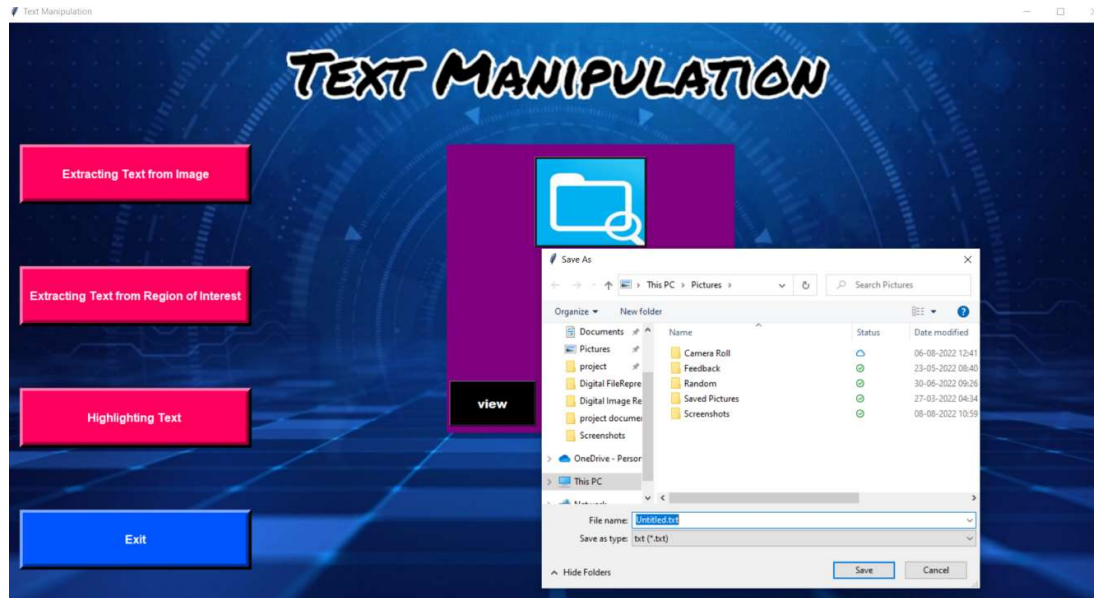 Text Manipulation
TEXT MANIPULATION
Extracting Text from Image
Extracting Text from Region of Interest
Highlighting Text
Exit
view
Save As
This PC > Pictures >
Search Pictures
Organize
New folder
Documents
Pictures
project
Digital FileRepre
Digital Image Re
project documen
Screenshots
OneDrive - Person
This PC
Network
Name Status Date modified
Camera Roll 06-08-2022 12:41
Feedback 23-05-2022 08:40
Random 30-06-2022 09:26
Saved Pictures 27-03-2022 04:34
Screenshots 08-08-2022 10:59
File name: Untitled.txt
Save as type: txt (*.txt)
Hide Folders
Save
Cancel